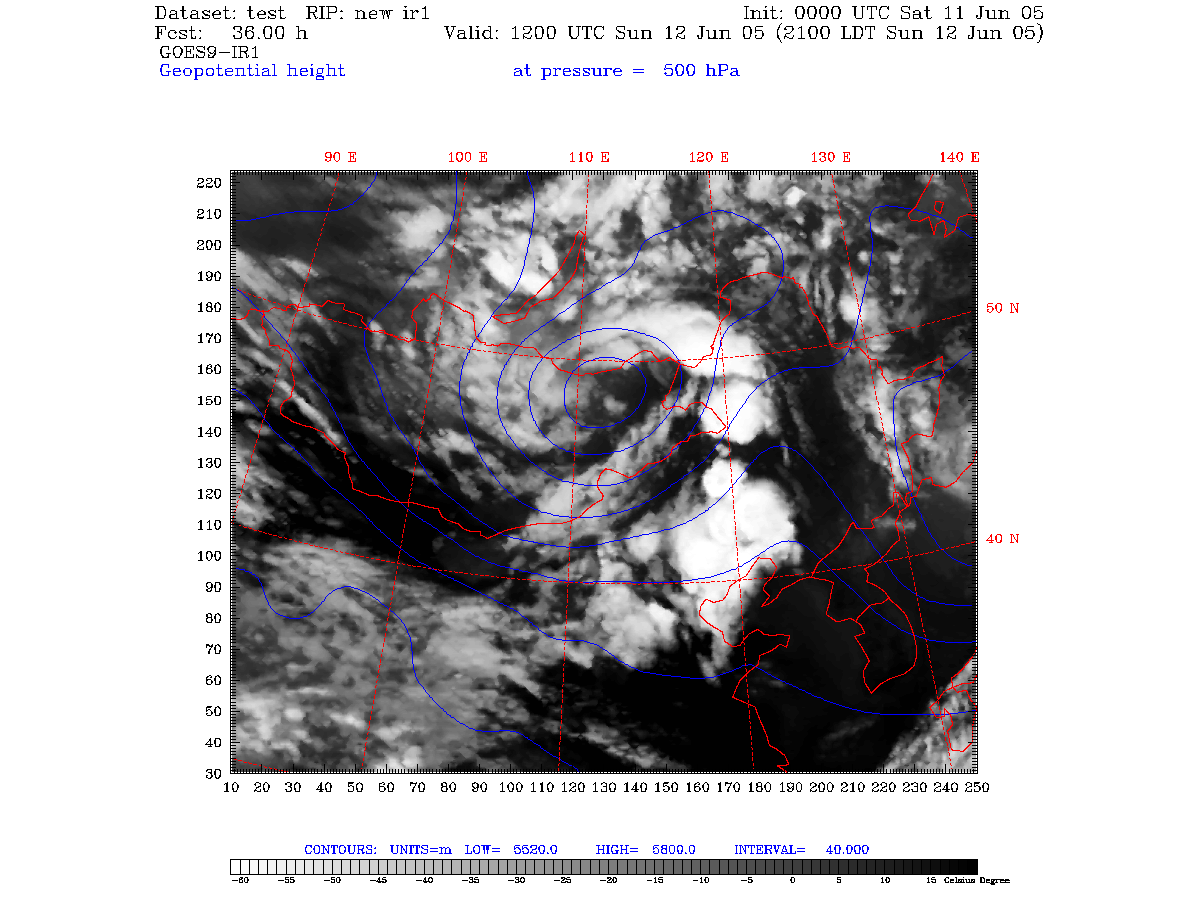 Dataset: test RIP: new ir1 Init: 0000 UTC Sat 11 Jun 05
Fcst: 36.00 h Valid: 1200 UTC Sun 12 Jun 05 (2100 LDT Sun 12 Jun 05)
GOES9-IR1
Geopotential height at pressure = 500 hPa
90 E 100 E 110 E 120 E 130 E 140 E
220
210
200
190
180
50 N
170
160
150
140
130
120
110
40 N
100
90
80
70
60
50
40
30
10 20 30 40 50 60 70 80 90 100 110 120 130 140 150 160 170 180 190 200 210 220 230 240 250
CONTOURS: UNITS=m LOW= 5520.0 HIGH= 5800.0 INTERVAL= 40.000
-60 -55 -50 -45 -40 -35 -30 -25 -20 -15 -10 -5 0 5 10 15 Celsius Degree